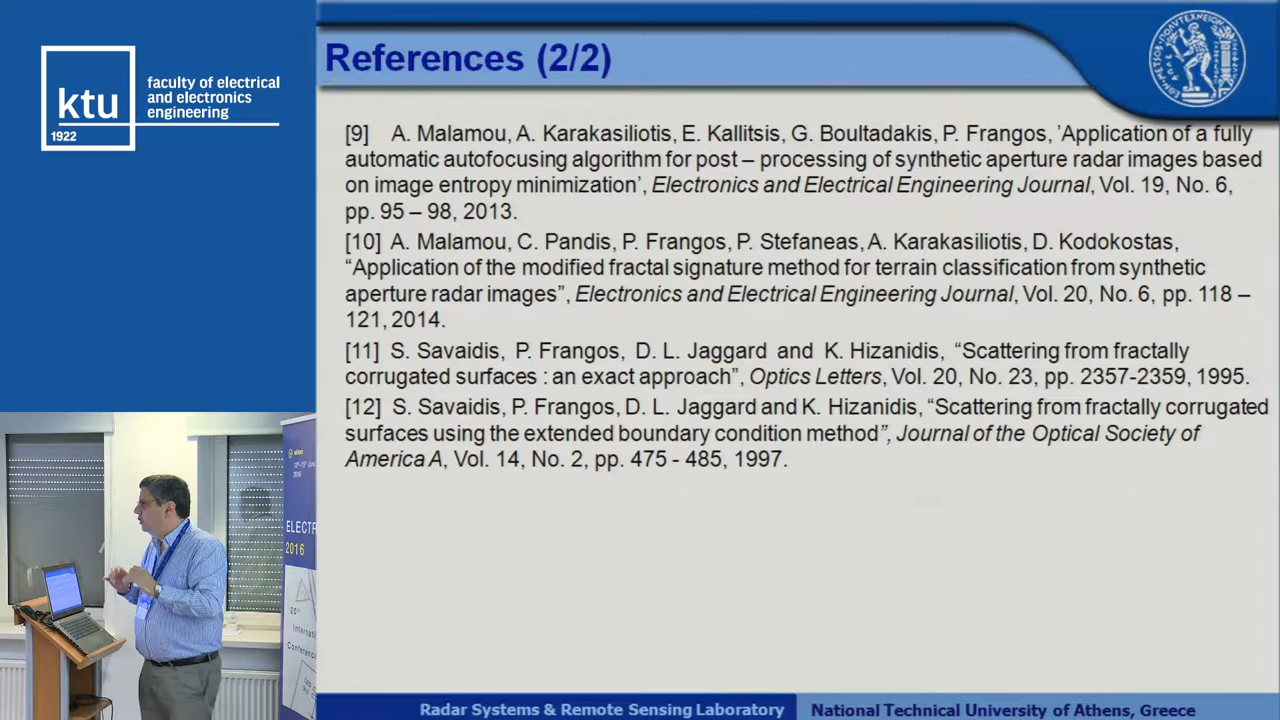 ktu
1922
faculty of electrical
and electronics
engineering
References (2/2)
[9] A. Malamou, A. Karakasiliotis, E. Kallitsis, G. Boultadakis, P. Frangos, ’Application of a fully
automatic autofocusing algorithm for post – processing of synthetic aperture radar images based
on image entropy minimization’, Electronics and Electrical Engineering Journal, Vol. 19, No. 6,
pp. 95 – 98, 2013.
[10] A. Malamou, C. Pandis, P. Frangos, P. Stefaneas, A. Karakasiliotis, D. Kodokostas,
“Application of the modified fractal signature method for terrain classification from synthetic
aperture radar images”, Electronics and Electrical Engineering Journal, Vol. 20, No. 6, pp. 118 –
121, 2014.
[11] S. Savaidis, P. Frangos, D. L. Jaggard and K. Hizanidis, “Scattering from fractally
corrugated surfaces : an exact approach”, Optics Letters, Vol. 20, No. 23, pp. 2357-2359, 1995.
[12] S. Savaidis, P. Frangos, D. L. Jaggard and K. Hizanidis, “Scattering from fractally corrugated
surfaces using the extended boundary condition method”, Journal of the Optical Society of
America A, Vol. 14, No. 2, pp. 475 - 485, 1997.
ELECTR
2016
20th
Internati
Conferenc
Radar Systems & Remote Sensing Laboratory
National Technical University of Athens, Greece